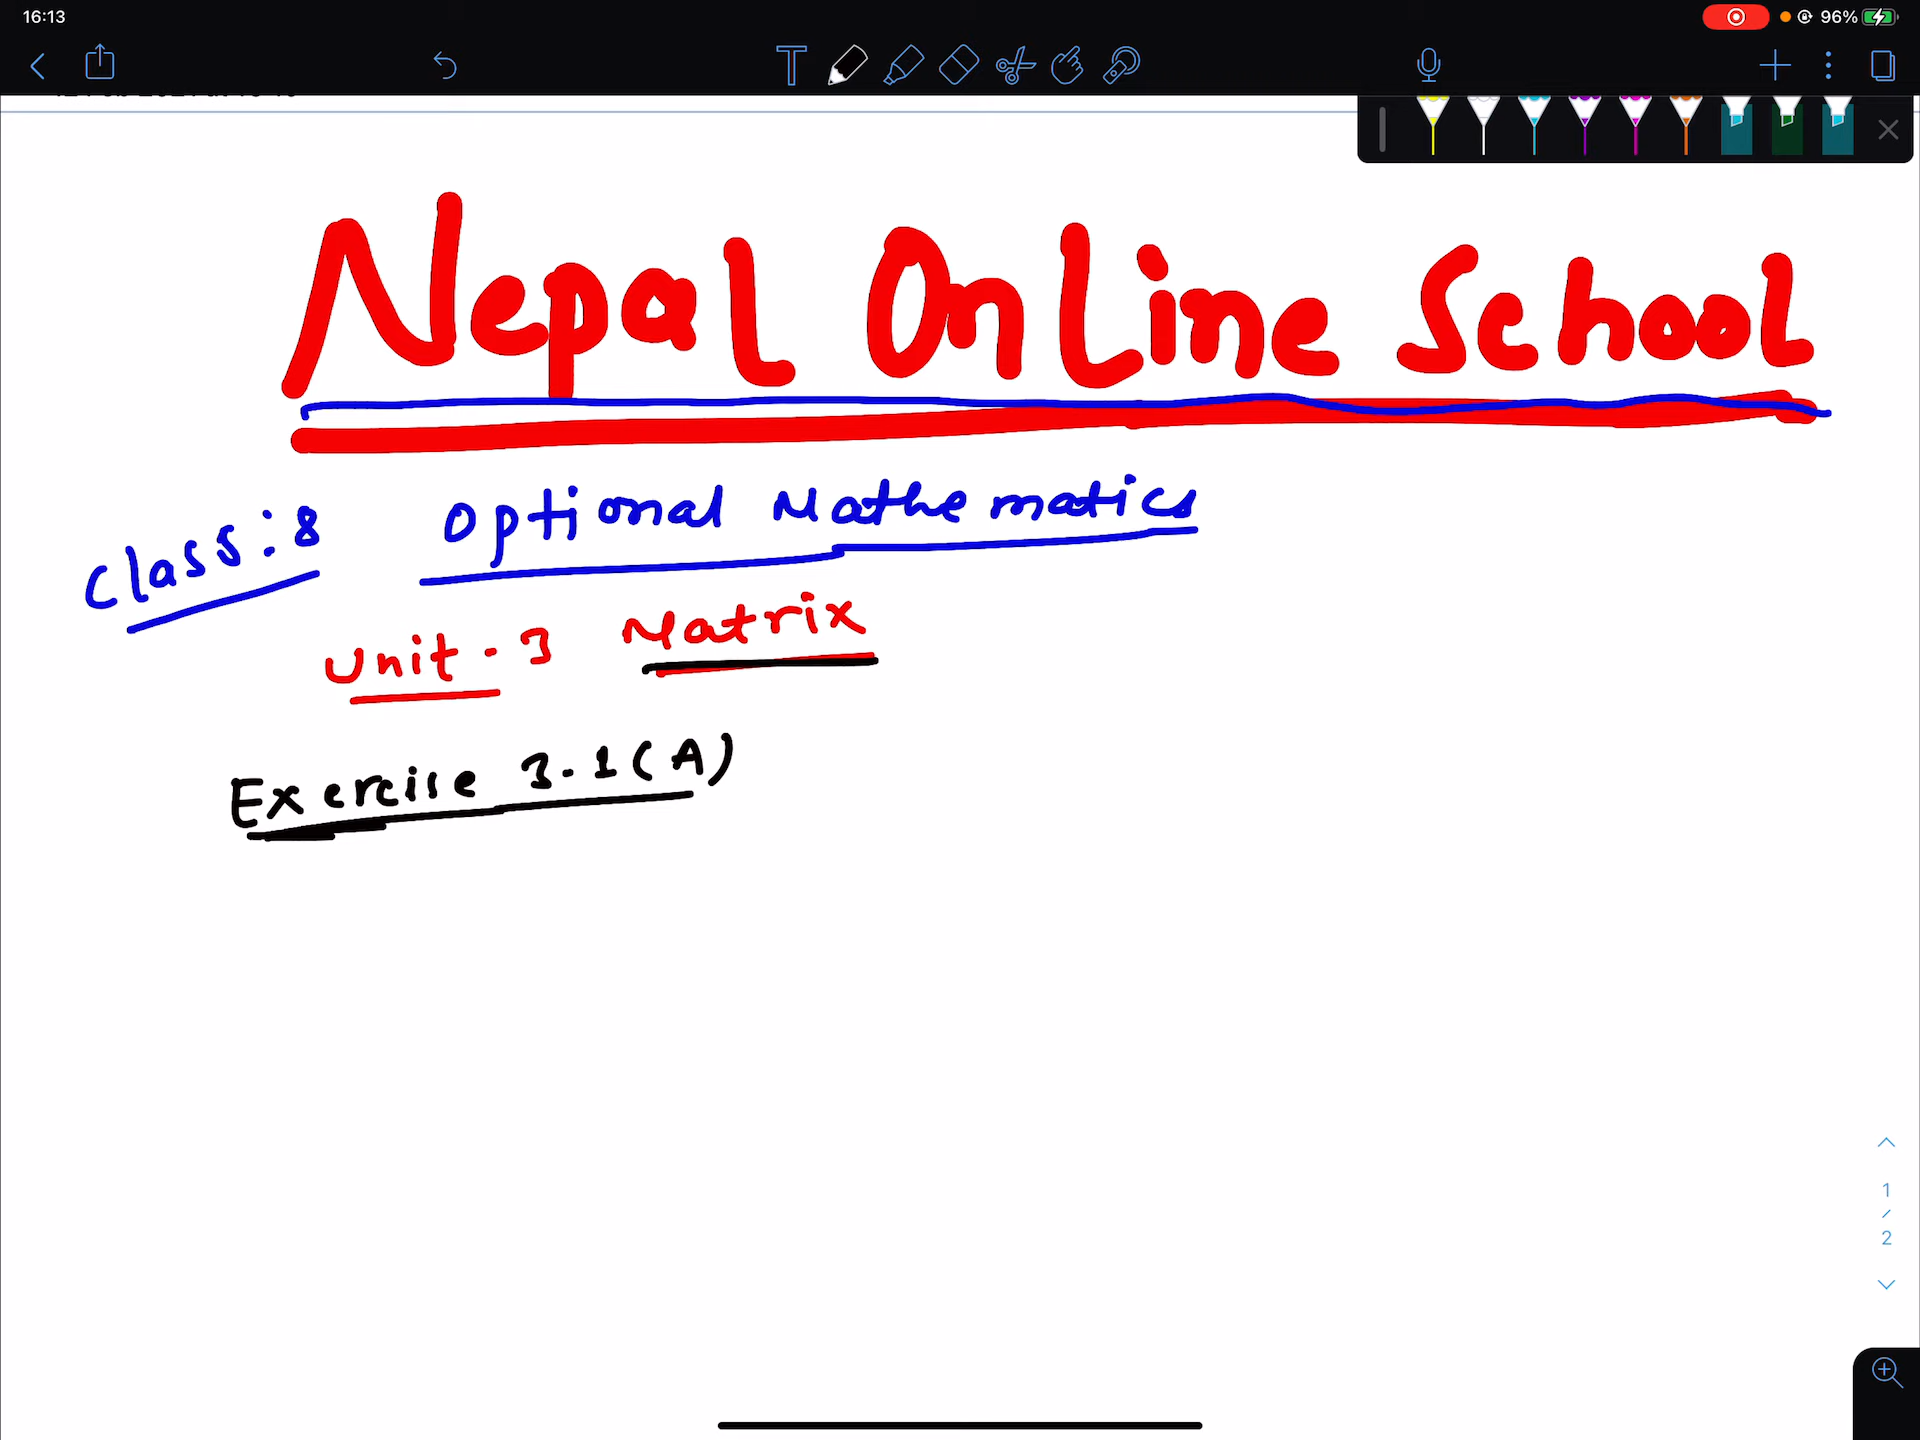 16:13
96%
Nepal Online School
Class: 8 Optional Mathematics
Unit - 3 Matrix
Exercise 3.1(A)
1
/
2